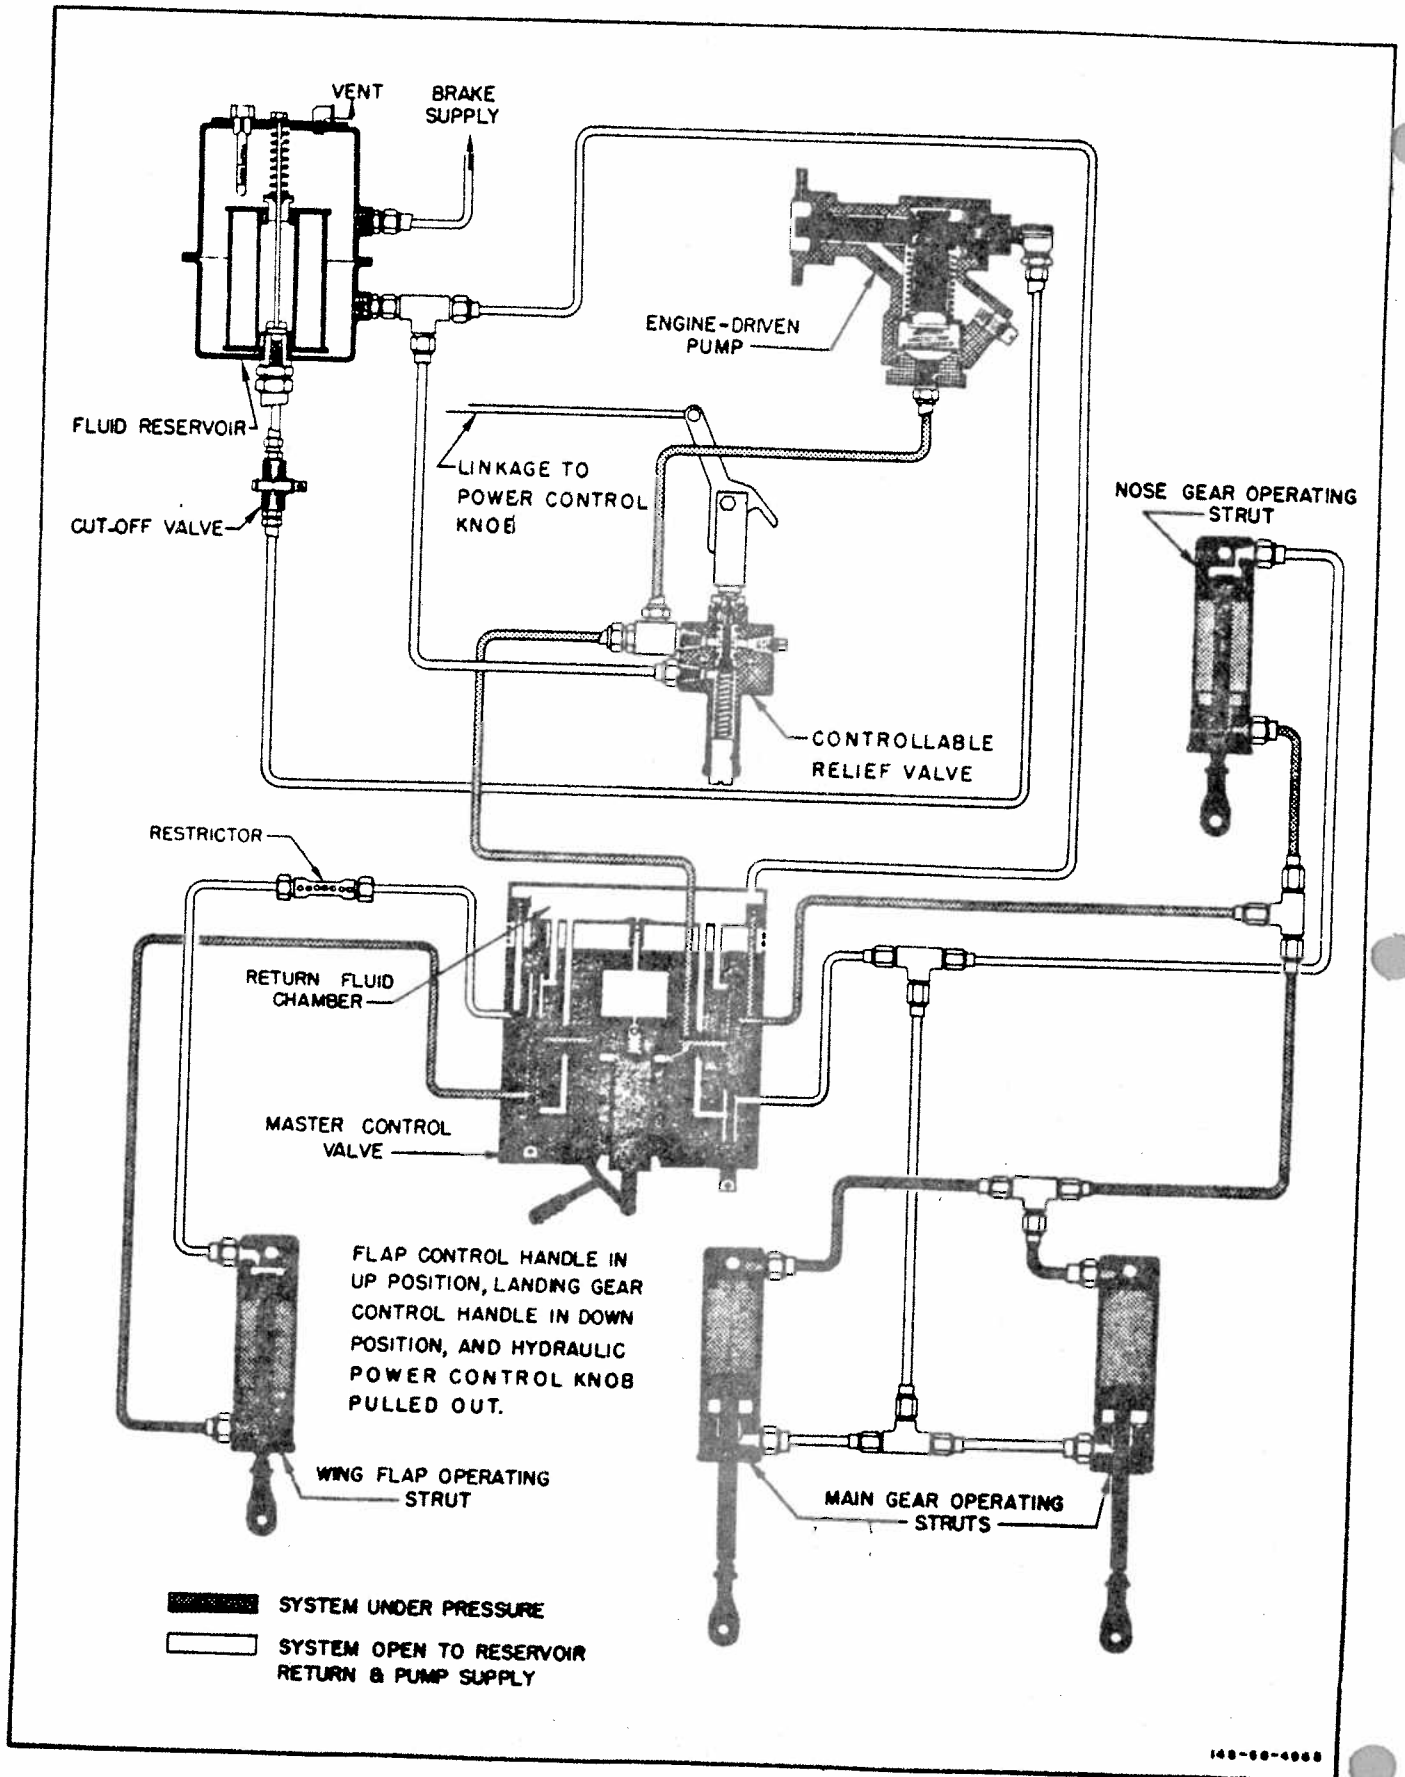 VENT
BRAKE
SUPPLY
ENGINE-DRIVEN
PUMP
FLUID RESERVOIR
LINKAGE TO
POWER CONTROL
KNOB
CUT-OFF VALVE
NOSE GEAR OPERATING
STRUT
CONTROLLABLE
RELIEF VALVE
RESTRICTOR
RETURN FLUID
CHAMBER
MASTER CONTROL
VALVE
FLAP CONTROL HANDLE IN
UP POSITION, LANDING GEAR
CONTROL HANDLE IN DOWN
POSITION, AND HYDRAULIC
POWER CONTROL KNOB
PULLED OUT.
WING FLAP OPERATING
STRUT
MAIN GEAR OPERATING
STRUTS
SYSTEM UNDER PRESSURE
SYSTEM OPEN TO RESERVOIR
RETURN & PUMP SUPPLY